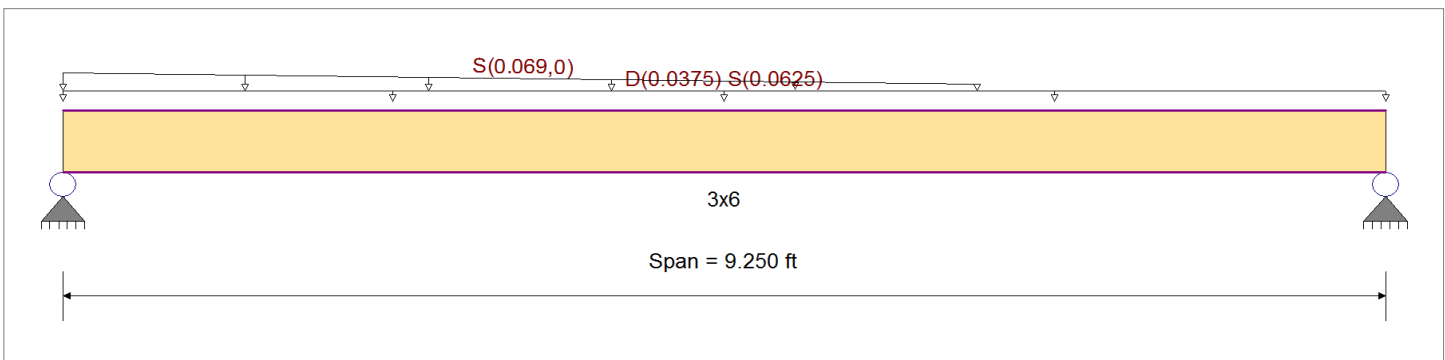 S(0.069,0)
D(0.0375) S(0.0625)
3x6
Span = 9.250 ft